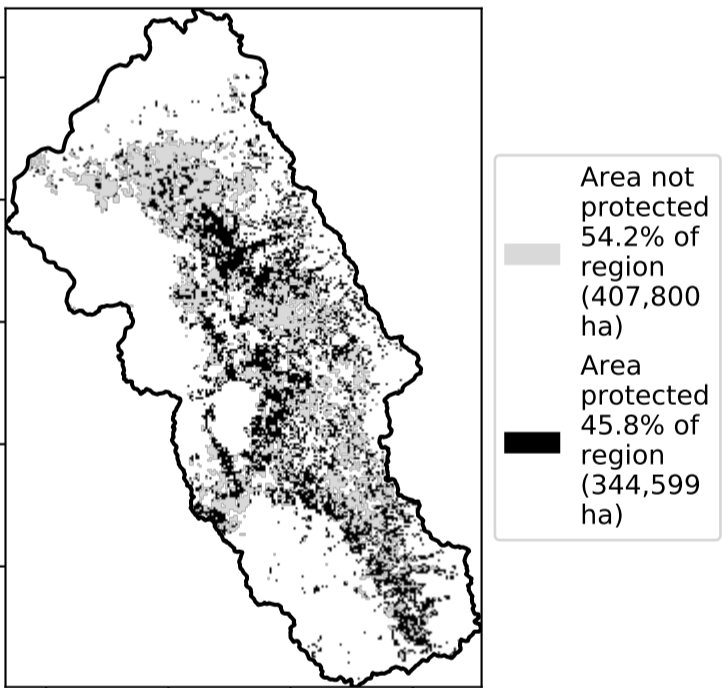 Area not
protected
54.2% of
region
(407,800
ha)
Area
protected
45.8% of
region
(344,599
ha)